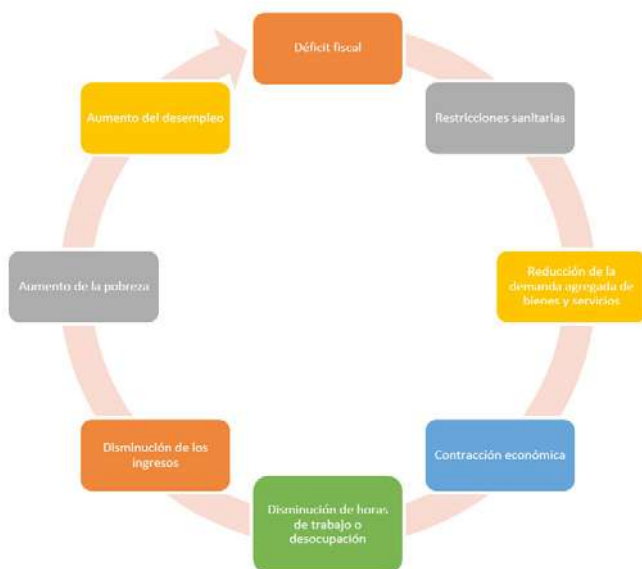 Déficit fiscal
Restricciones sanitarias
Reducción de la
demanda agregada de
bienes y servicios
Contracción económica
Disminución de horas
de trabajo o
desocupación
Disminución de los
ingresos
Aumento de la pobreza
Aumento del desempleo